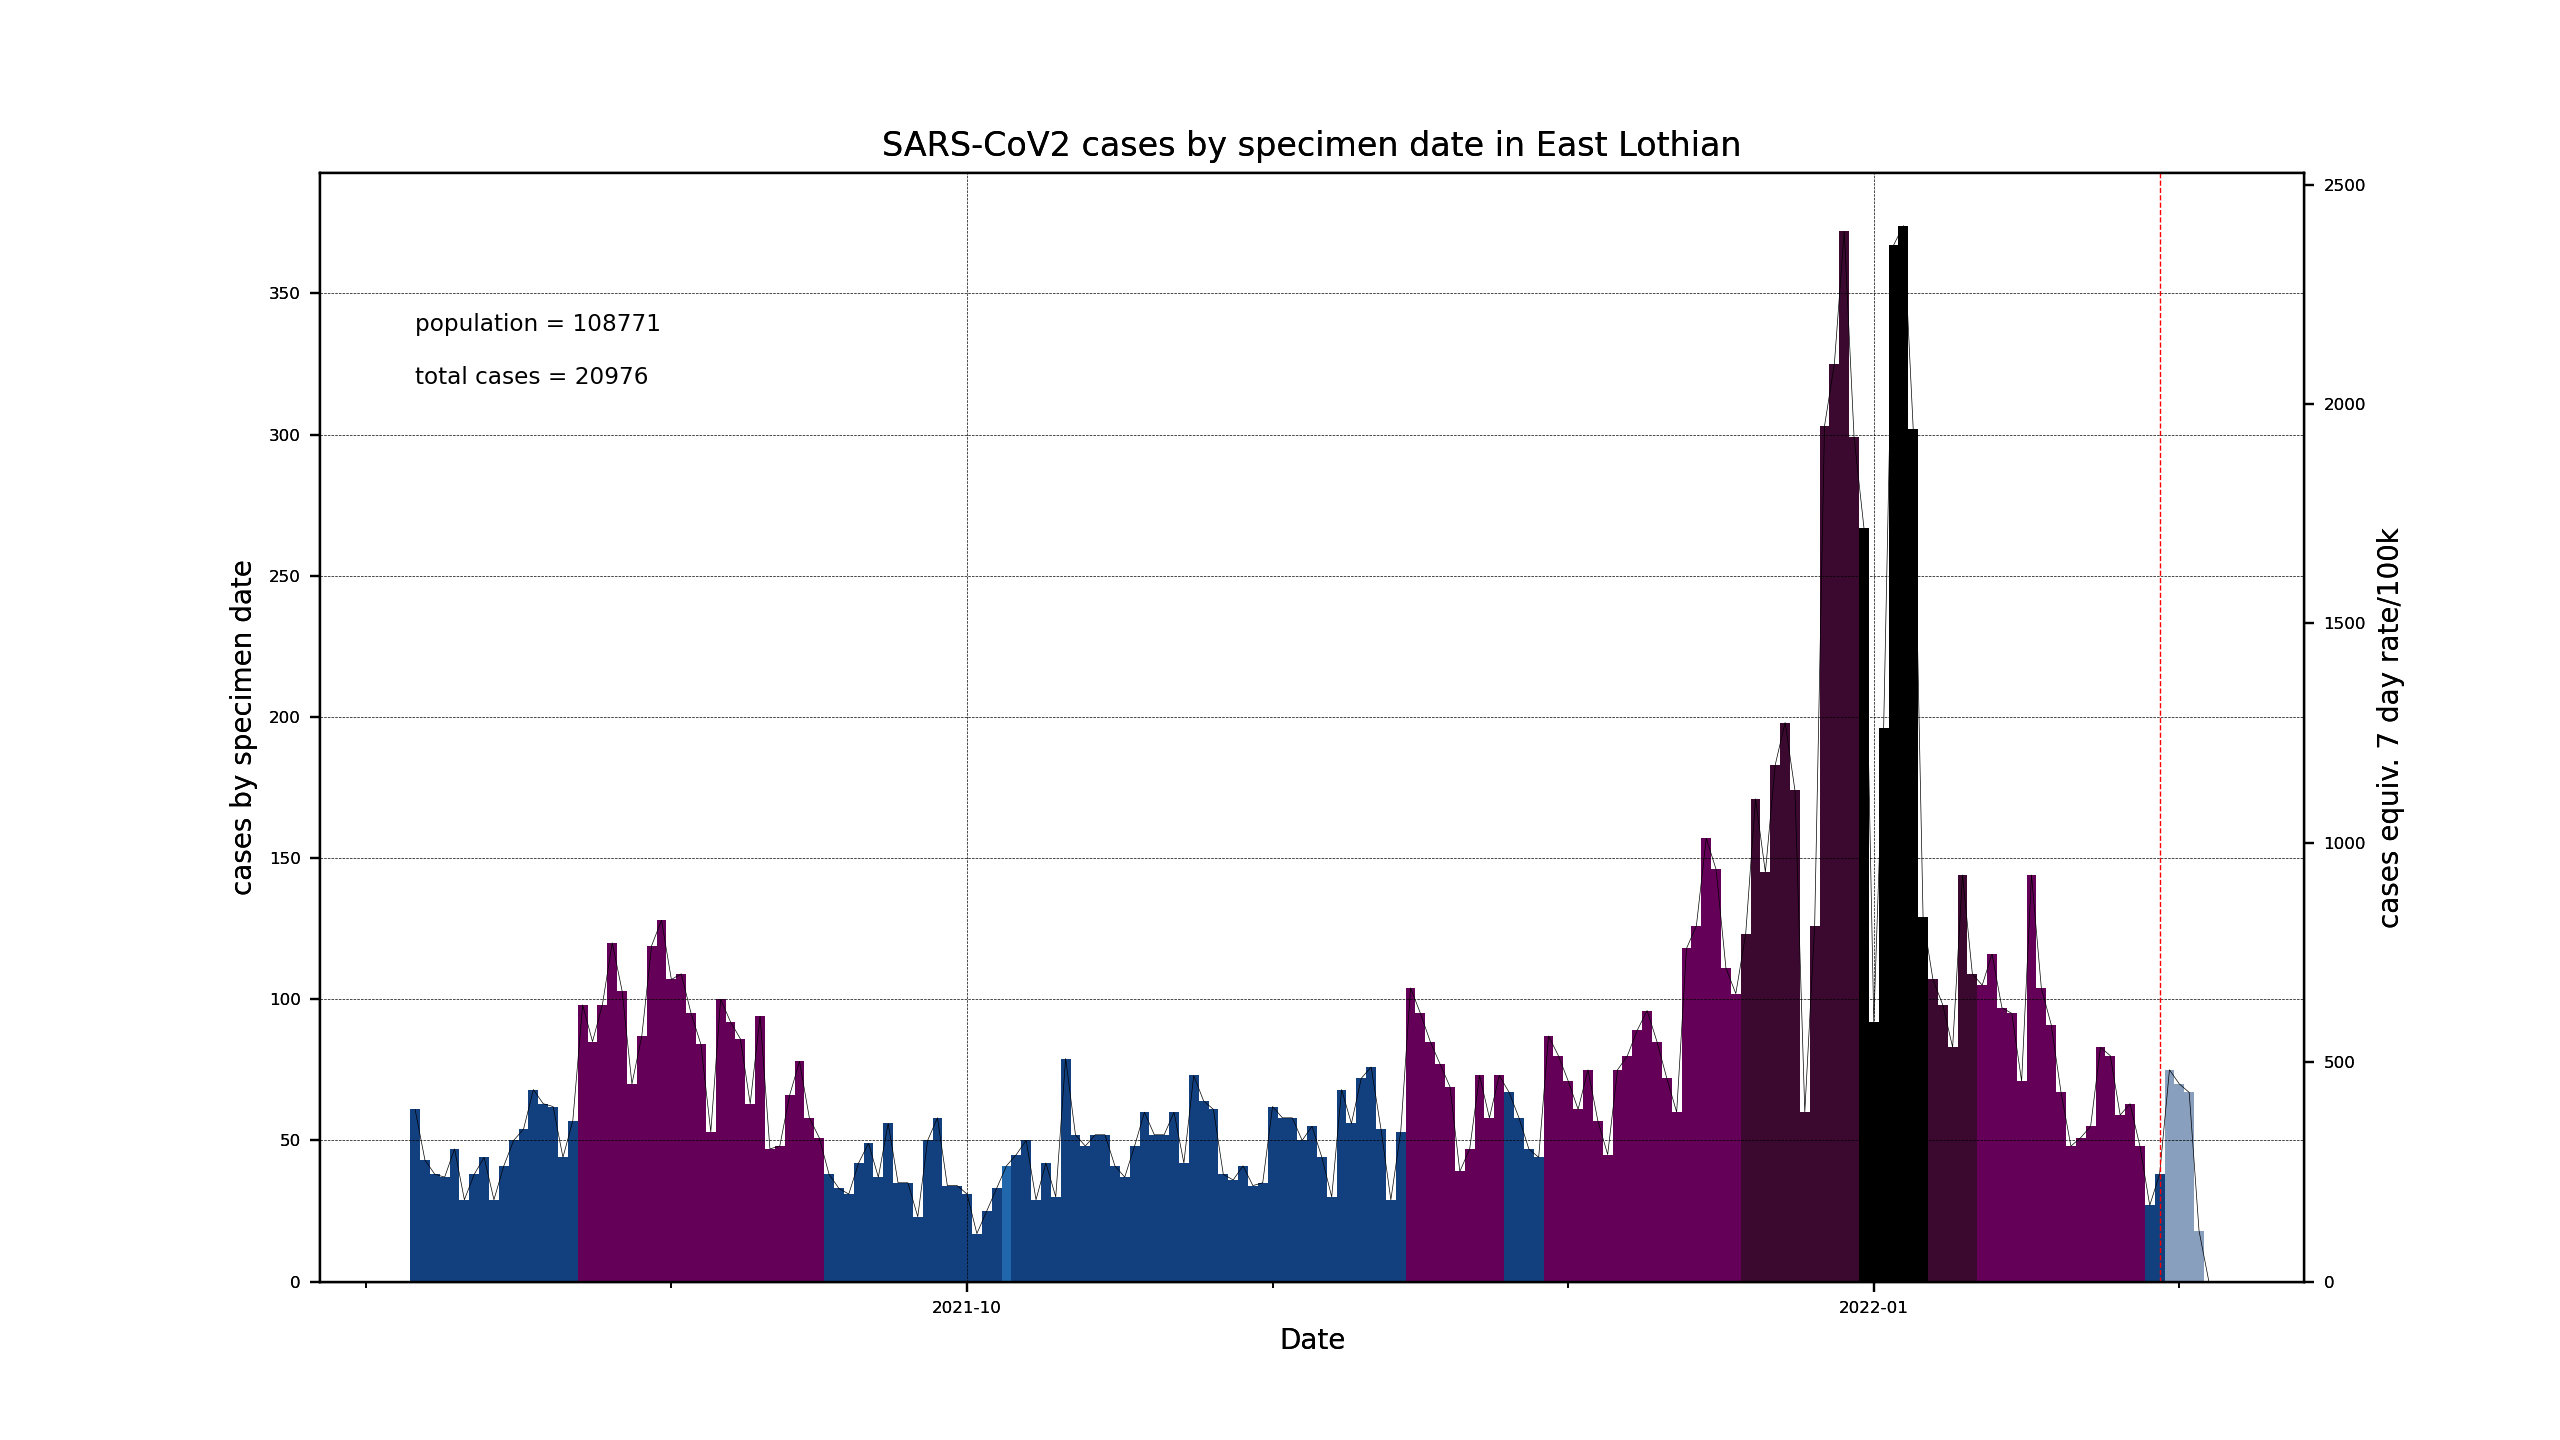 SARS-CoV2 cases by specimen date in East Lothian
population = 108771
total cases = 20976
cases by specimen date
350
300
250
200
150
100
50
0
2500
2000
1500
1000
500
0
cases equiv. 7 day rate/100k
2021-10
2022-01
Date